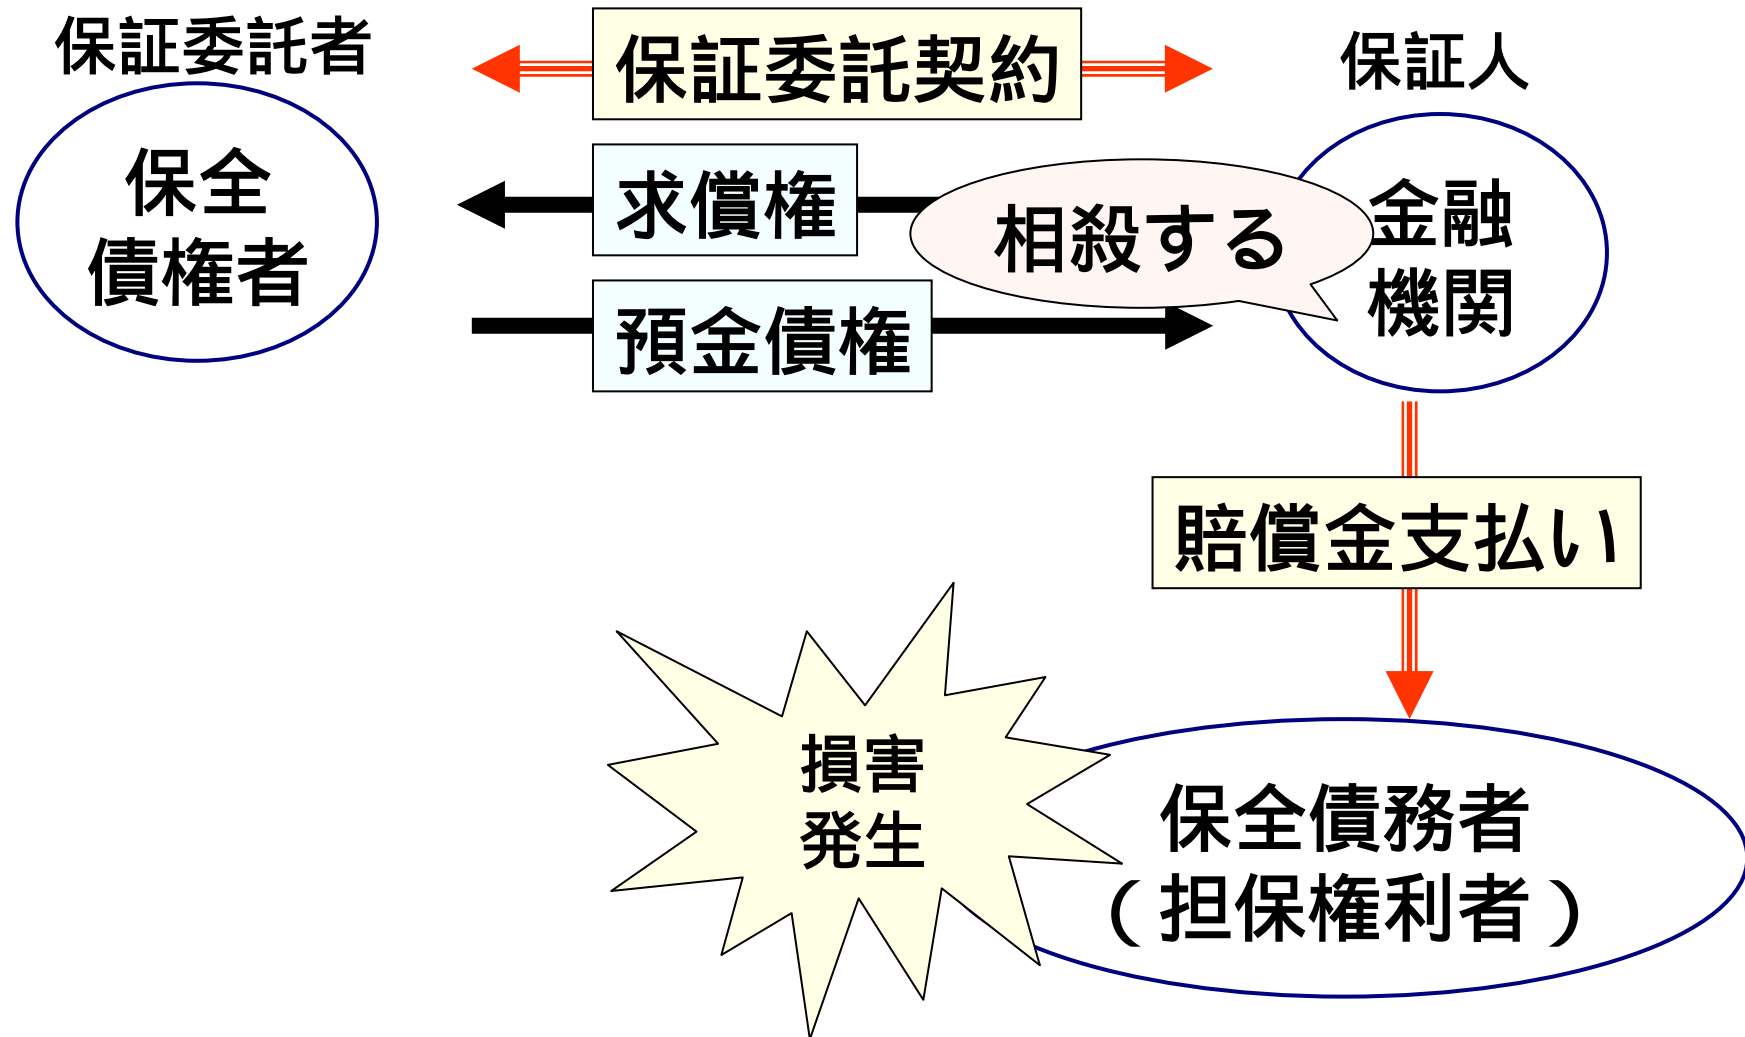 保証委託者
保証委託契約
保証人
保全
債権者
求償権
相殺する
金融
機関
預金債権
賠償金支払い
損害
発生
保全債務者
（担保権利者）